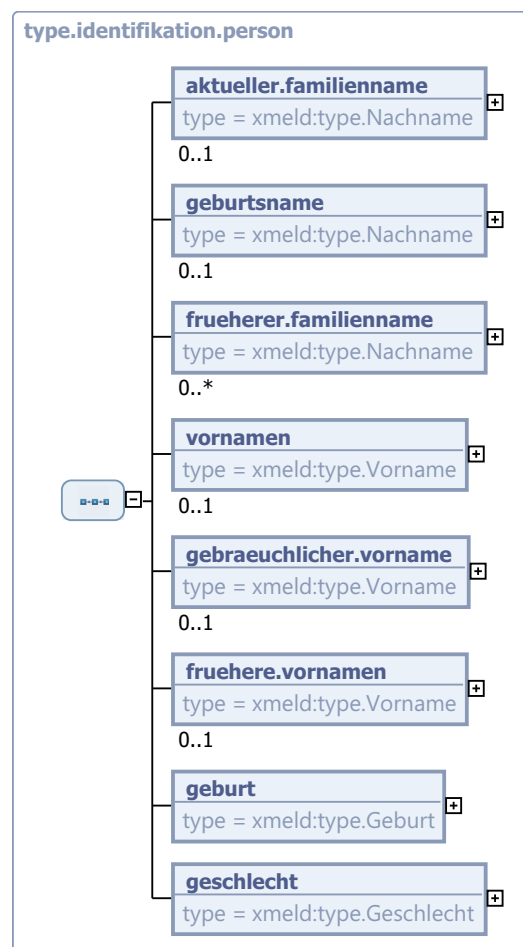 type.identifikation.person
aktueller.familienname
type = xmeld:type.Nachname
0..1
geburtsname
type = xmeld:type.Nachname
0..1
frueherer.familienname
type = xmeld:type.Nachname
0..*
vornamen
type = xmeld:type.Vorname
0..1
gebraeuchlicher.vorname
type = xmeld:type.Vorname
0..1
fruehere.vornamen
type = xmeld:type.Vorname
0..1
geburt
type = xmeld:type.Geburt
geschlecht
type = xmeld:type.Geschlecht